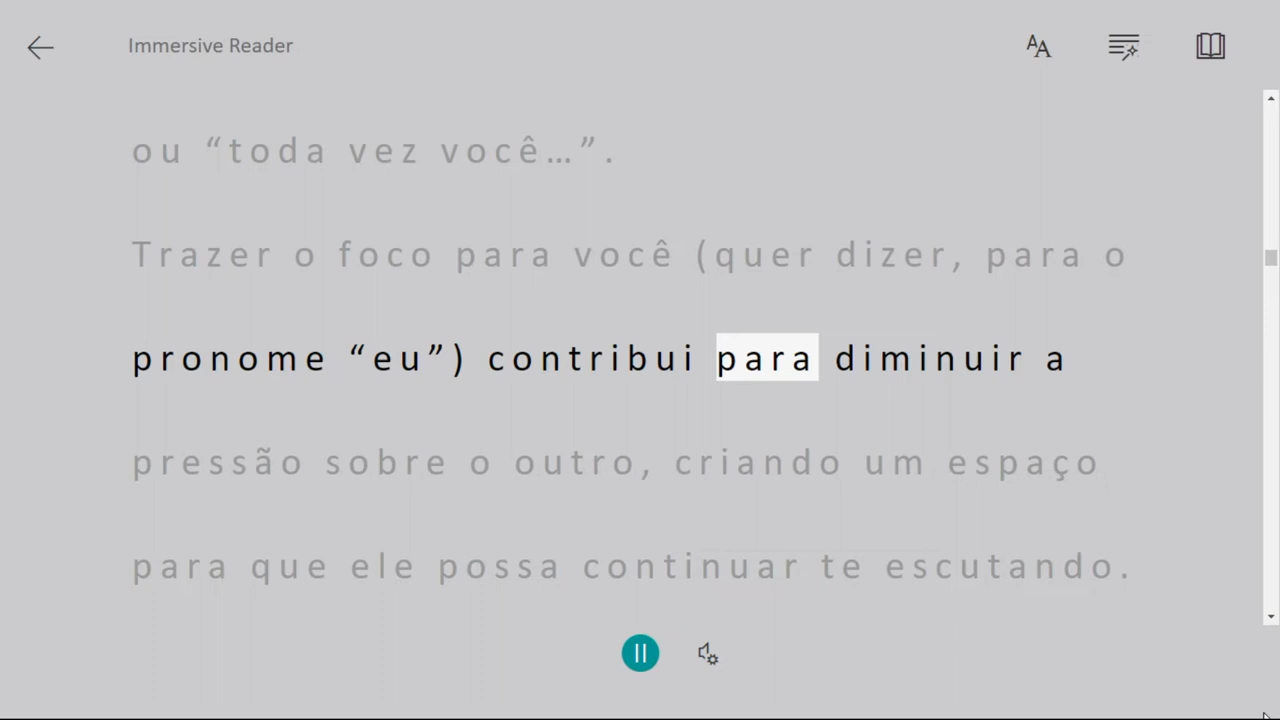 Immersive Reader
ou “toda vez você…”.
Trazer o foco para você (quer dizer, para o
pronome “eu”) contribui para diminuir a
pressão sobre o outro, criando um espaço
para que ele possa continuar te escutando.